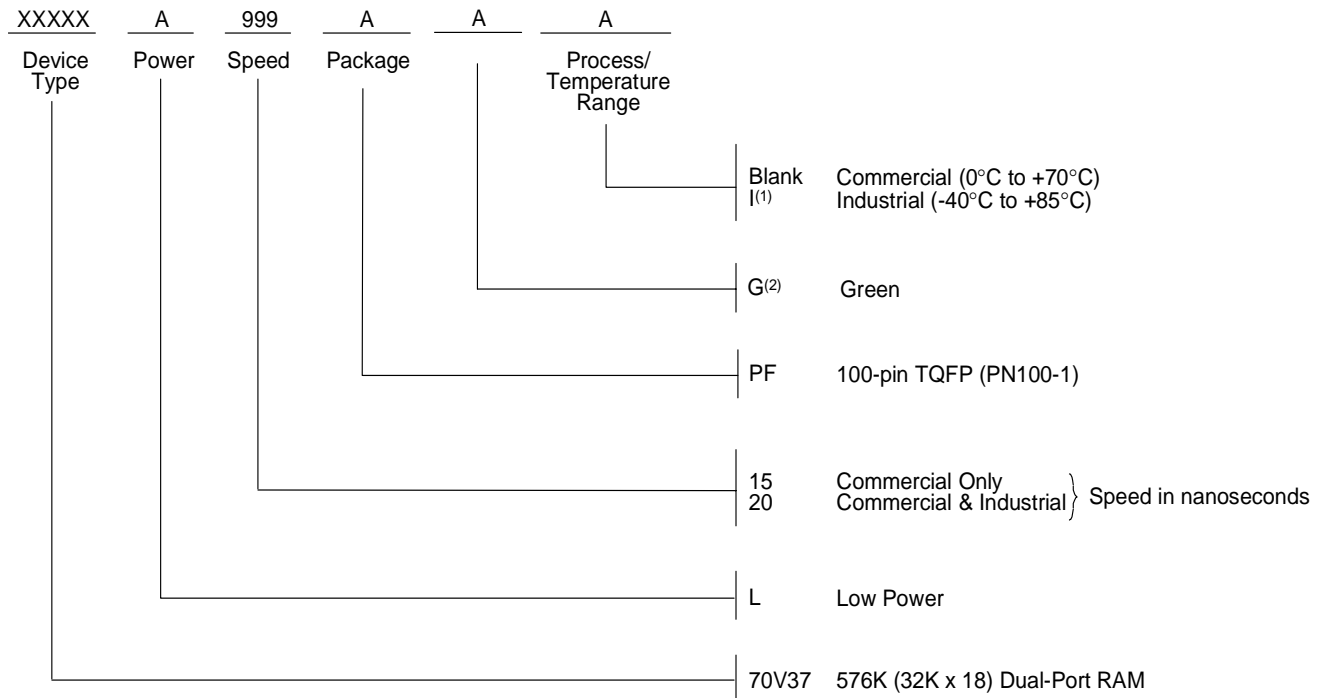 XXXXX A 999 A A A
Device Type Power Speed Package Process/ Temperature Range
Blank Commercial (0°C to +70°C)
I(1) Industrial (-40°C to +85°C)
G(2) Green
PF 100-pin TQFP (PN100-1)
15 Commercial Only
20 Commercial & Industrial
Speed in nanoseconds
L Low Power
70V37 576K (32K x 18) Dual-Port RAM